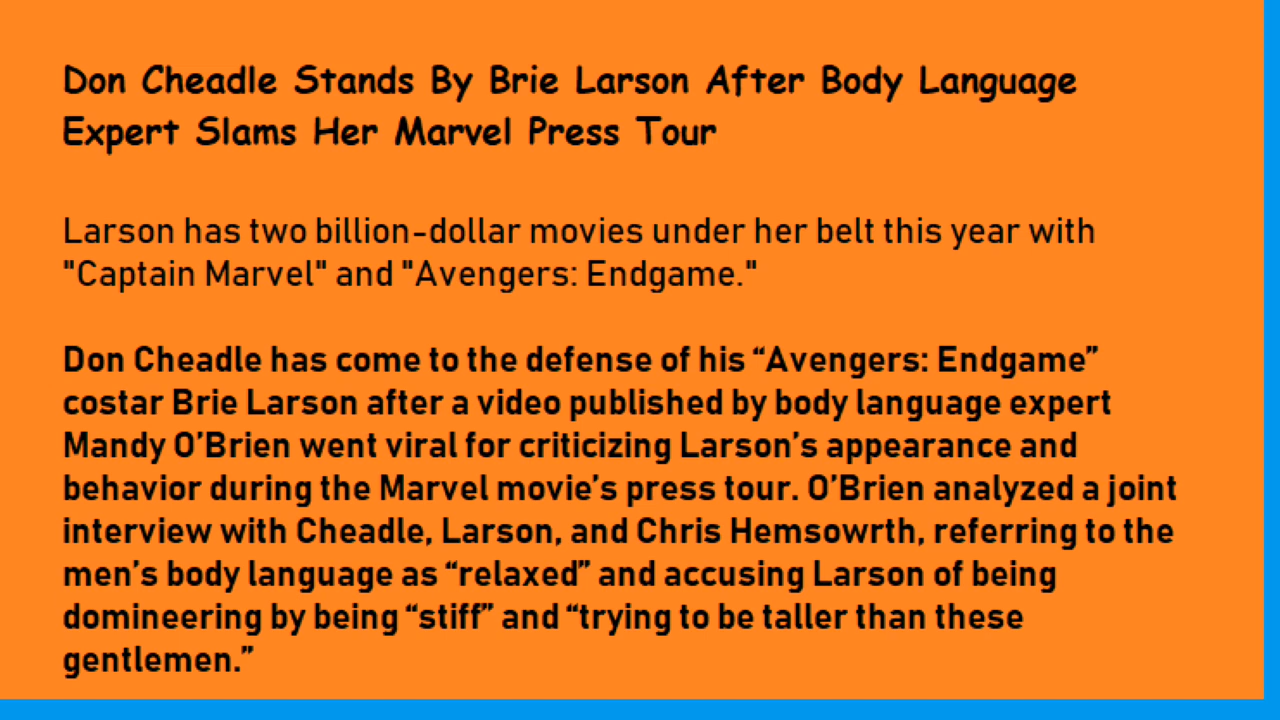 Don Cheadle Stands By Brie Larson After Body Language
Expert Slams Her Marvel Press Tour
Larson has two billion-dollar movies under her belt this year with
"Captain Marvel" and "Avengers: Endgame."
Don Cheadle has come to the defense of his “Avengers: Endgame”
costar Brie Larson after a video published by body language expert
Mandy O’Brien went viral for criticizing Larson’s appearance and
behavior during the Marvel movie’s press tour. O’Brien analyzed a joint
interview with Cheadle, Larson, and Chris Hemsowrth, referring to the
men’s body language as “relaxed” and accusing Larson of being
domineering by being “stiff” and “trying to be taller than these
gentlemen.”